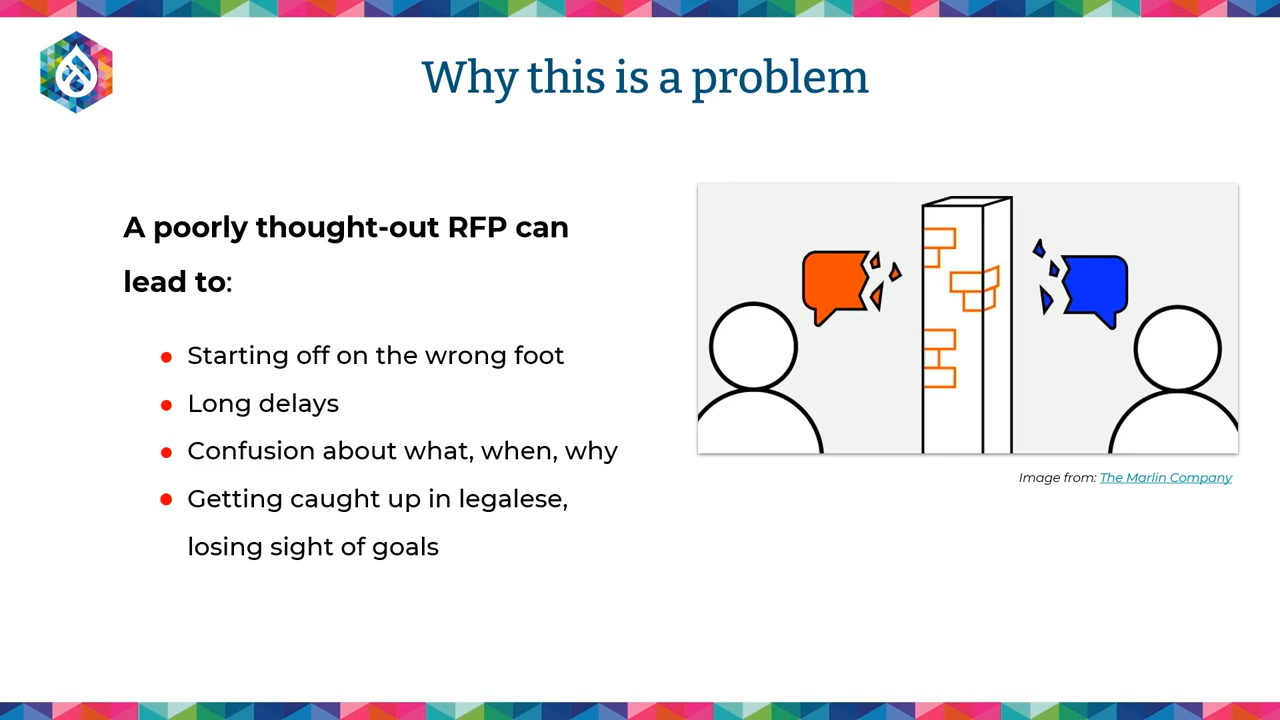 Why this is a problem
A poorly thought-out RFP can
lead to:
● Starting off on the wrong foot
● Long delays
● Confusion about what, when, why
● Getting caught up in legalese,
losing sight of goals
Image from: The Marlin Company